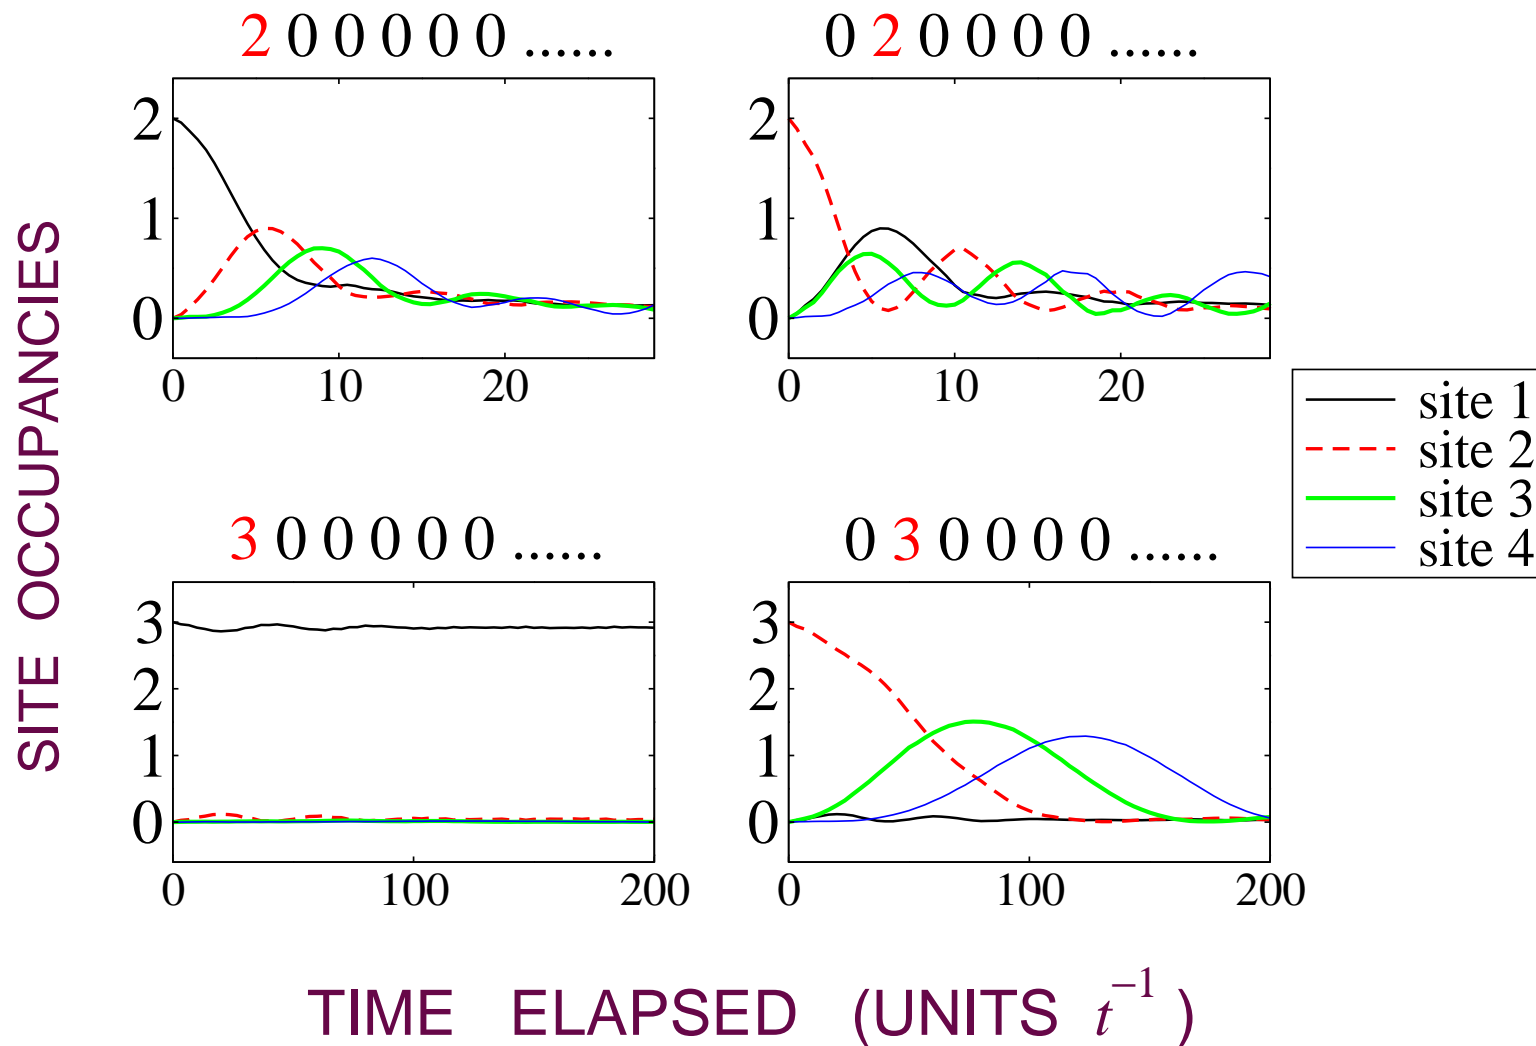 2 0 0 0 0 0 ......
0 2 0 0 0 0 ......
2
1
0
0 10 20
2
1
0
0 10 20
SITE OCCUPANCIES
site 1
site 2
site 3
site 4
3 0 0 0 0 0 ......
0 3 0 0 0 0 ......
3
2
1
0
0 100 200
3
2
1
0
0 100 200
TIME ELAPSED (UNITS t⁻¹ )